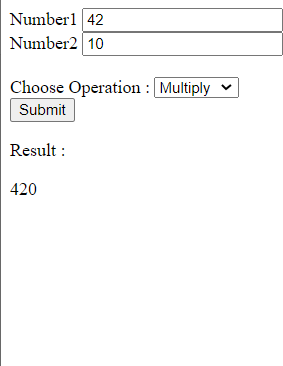 Number1 42
Number2 10
Choose Operation : Multiply
Submit
Result :
420